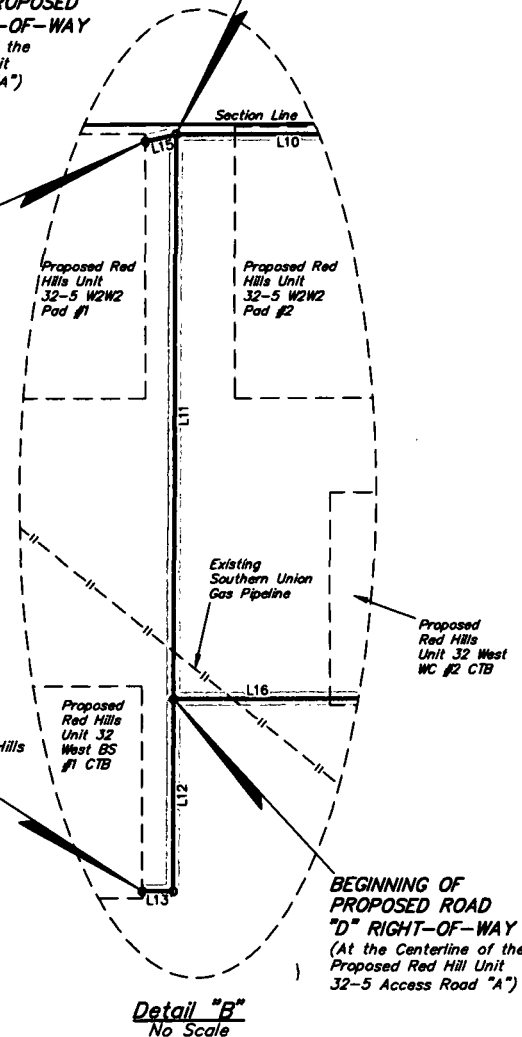 ROPOSED
-OF-WAY
the
it
A")
Section Line
L15
L10
Proposed Red
Hills Unit
32-5 W2W2
Pad #1
Proposed Red
Hills Unit
32-5 W2W2
Pad #2
L11
Existing
Southern Union
Gas Pipeline
Proposed
Red Hills
Unit 32 West
WC #2 CTB
L16
Proposed
Red Hills
Unit 32
West BS
#1 CTB
Hills
L12
L13
BEGINNING OF
PROPOSED ROAD
"D" RIGHT-OF-WAY
(At the Centerline of the
Proposed Red Hill Unit
32-5 Access Road "A")
Detail "B"
No Scale